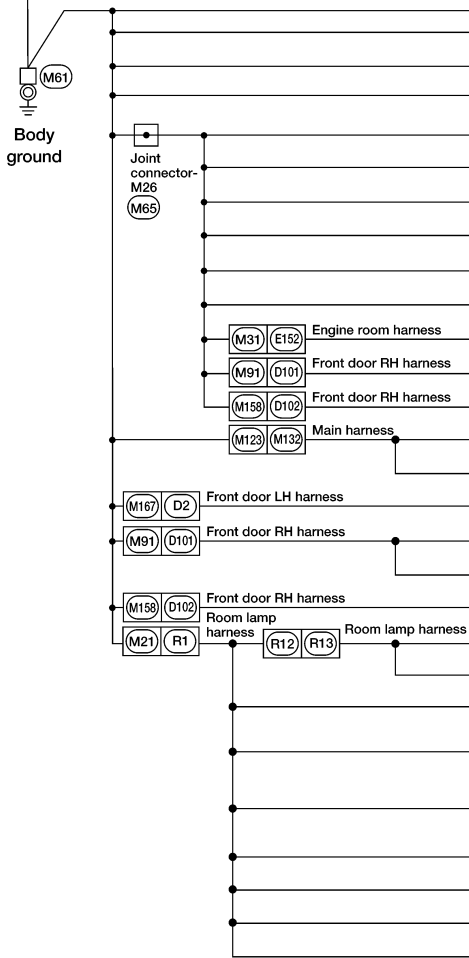 M61
Body
ground
Joint
connector-
M26
M65
M31 E152 Engine room harness
M91 D101 Front door RH harness
M158 D102 Front door RH harness
M123 M132 Main harness
M167 D2 Front door LH harness
M91 D101 Front door RH harness
M158 D102 Front door RH harness
Room lamp
harness
M21 R1
R12 R13 Room lamp harness